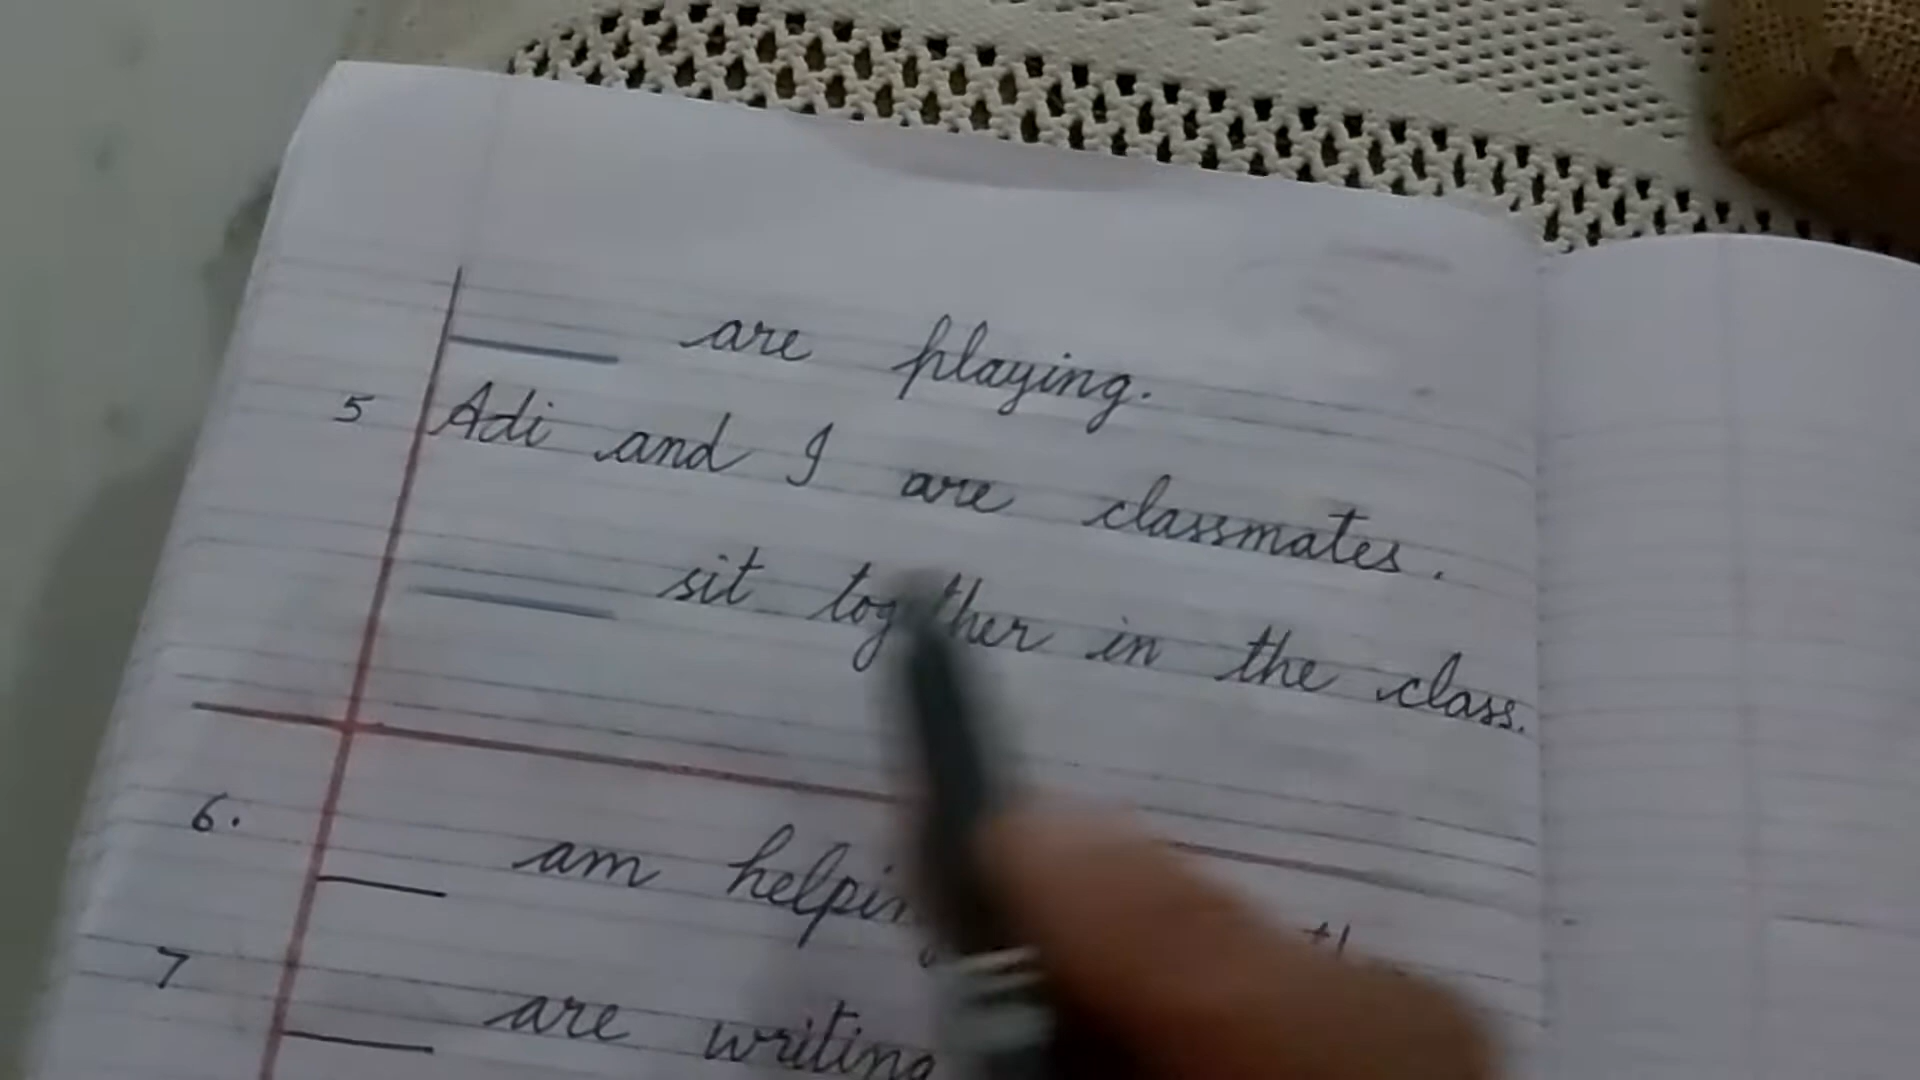 ____ are playing.
5 Adi and I are classmates.
____ sit together in the class.
6. ____ am
7 ____ are writing